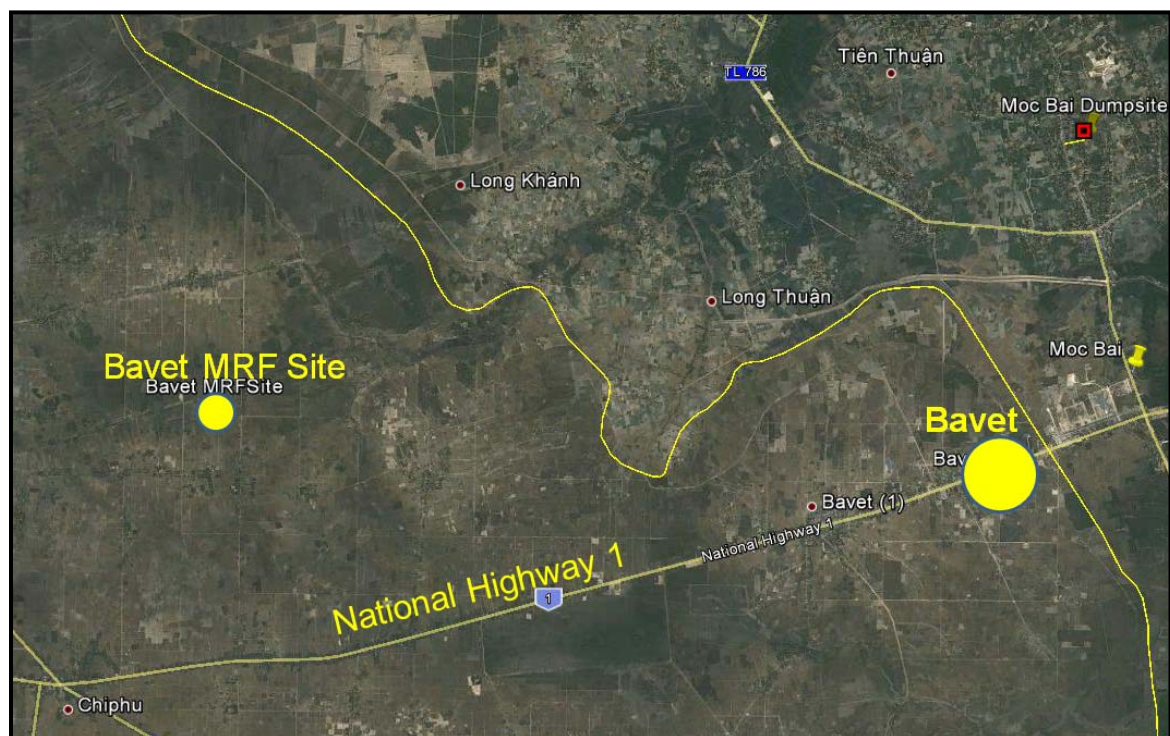 TL 786
Tiên Thuận
Moc Bai Dumpsite
Long Khánh
Long Thuận
Moc Bai
Bavet MRF Site
Bavet MRFSite
Bavet
Bav
Bavet (1)
National Highway 1
National Highway 1
1
Chiphu